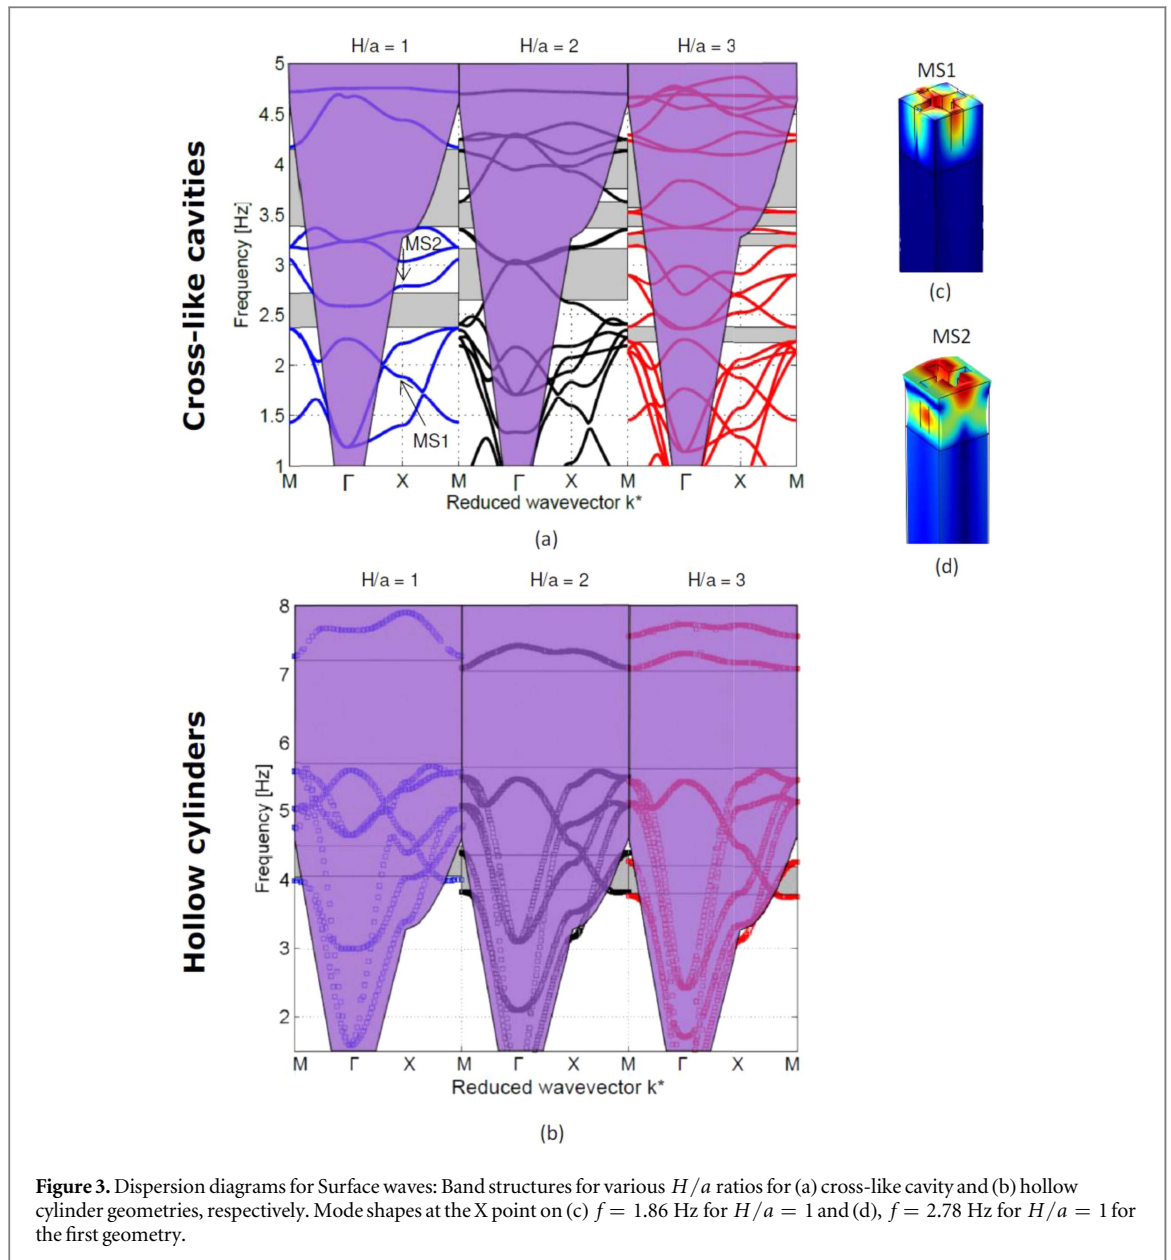 H/a = 1 H/a = 2 H/a = 3
Cross-like cavities
Frequency [Hz]
5
4.5
4
3.5
3
2.5
2
1.5
1
MS2
MS1
M Γ X M Γ X M Γ X M
Reduced wavevector k*
(a)
MS1
(c)
MS2
(d)
H/a = 1 H/a = 2 H/a = 3
Hollow cylinders
Frequency [Hz]
8
7
6
5
4
3
2
M Γ X M Γ X M Γ X M
Reduced wavevector k*
(b)
Figure 3. Dispersion diagrams for Surface waves: Band structures for various H/a ratios for (a) cross-like cavity and (b) hollow
cylinder geometries, respectively. Mode shapes at the X point on (c) f = 1.86 Hz for H/a = 1 and (d), f = 2.78 Hz for H/a = 1 for
the first geometry.